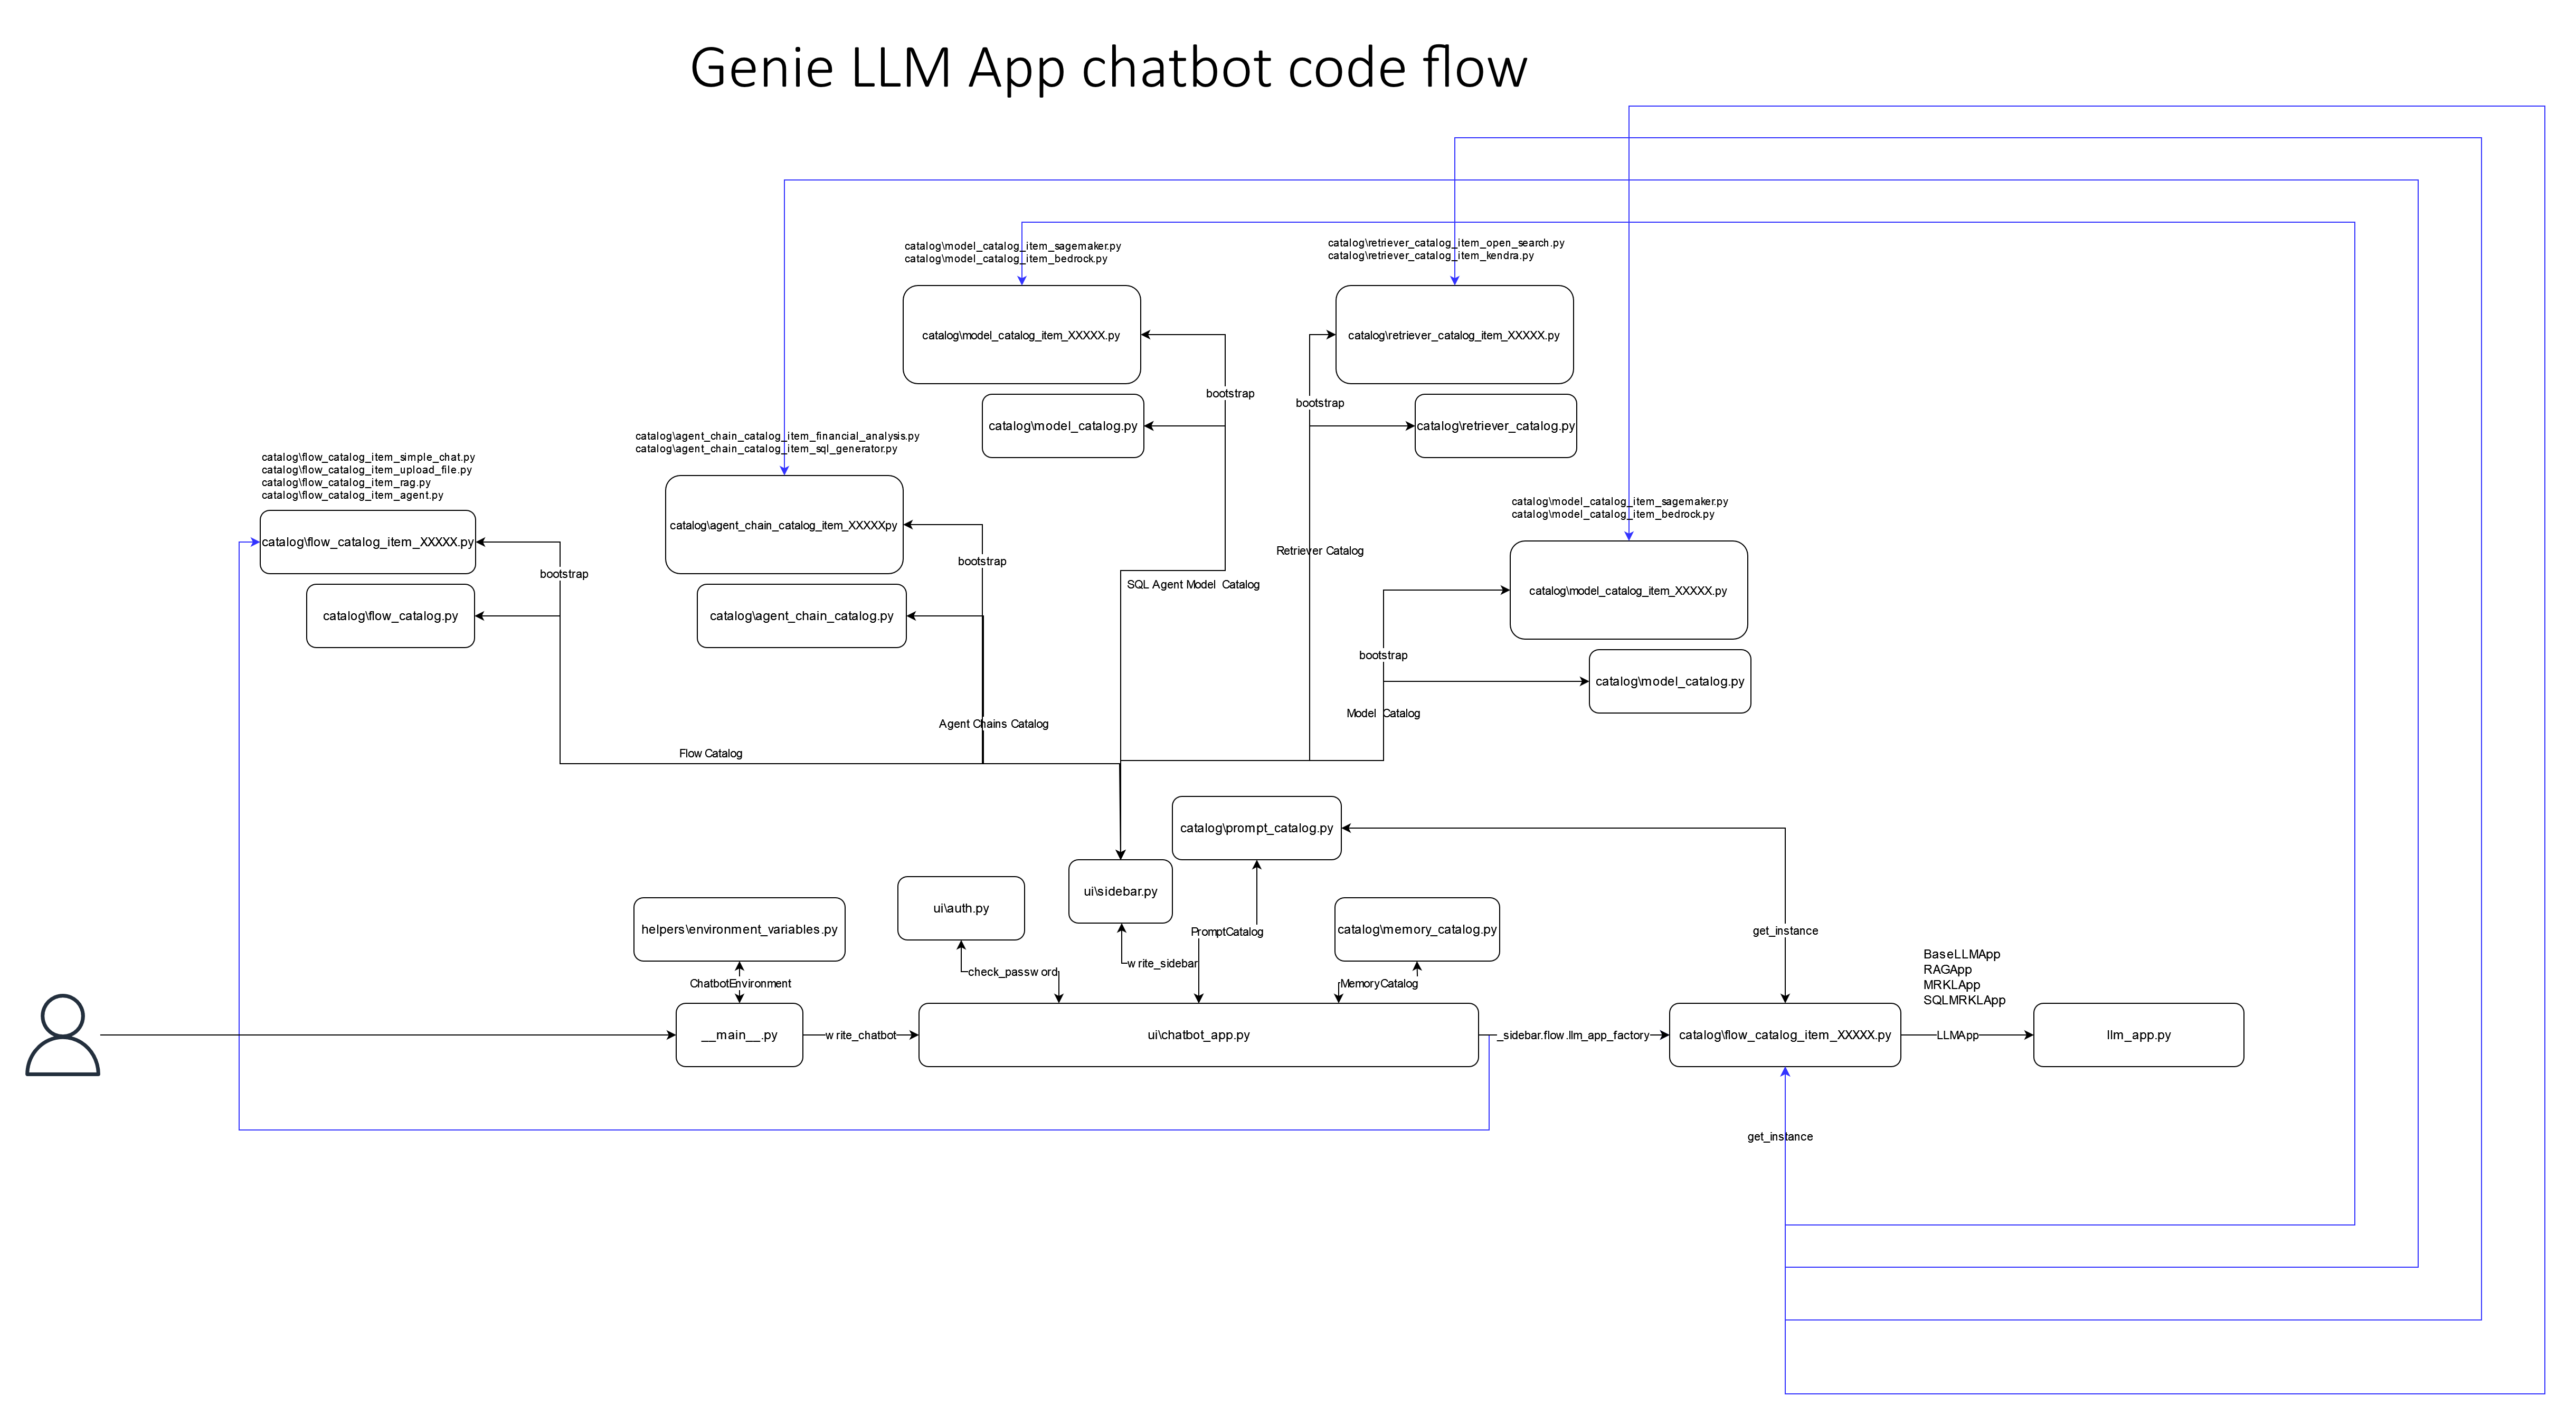 Genie LLM App chatbot code flow
catalog\model_catalog_item_sagemaker.py
catalog\model_catalog_item_bedrock.py
catalog\retriever_catalog_item_open_search.py
catalog\retriever_catalog_item_kendra.py
catalog\model_catalog_item_XXXXX.py
catalog\retriever_catalog_item_XXXXX.py
bootstrap
bootstrap
catalog\model_catalog.py
catalog\retriever_catalog.py
catalog\agent_chain_catalog_item_financial_analysis.py
catalog\agent_chain_catalog_item_sql_generator.py
catalog\flow_catalog_item_simple_chat.py
catalog\flow_catalog_item_upload_file.py
catalog\flow_catalog_item_rag.py
catalog\flow_catalog_item_agent.py
catalog\model_catalog_item_sagemaker.py
catalog\model_catalog_item_bedrock.py
catalog\flow_catalog_item_XXXXX.py
catalog\agent_chain_catalog_item_XXXXXpy
bootstrap
bootstrap
Retriever Catalog
SQL Agent Model Catalog
catalog\model_catalog_item_XXXXX.py
catalog\flow_catalog.py
catalog\agent_chain_catalog.py
bootstrap
catalog\model_catalog.py
Model Catalog
Agent Chains Catalog
Flow Catalog
catalog\prompt_catalog.py
ui\sidebar.py
ui\auth.py
helpers\environment_variables.py
catalog\memory_catalog.py
PromptCatalog
get_instance
write_sidebar
check_password
ChatbotEnvironment
MemoryCatalog
BaseLLMApp
RAGApp
MRKLApp
SQLMRKLApp
__main__.py
write_chatbot
ui\chatbot_app.py
_sidebar.flow.llm_app_factory
catalog\flow_catalog_item_XXXXX.py
LLMApp
llm_app.py
get_instance